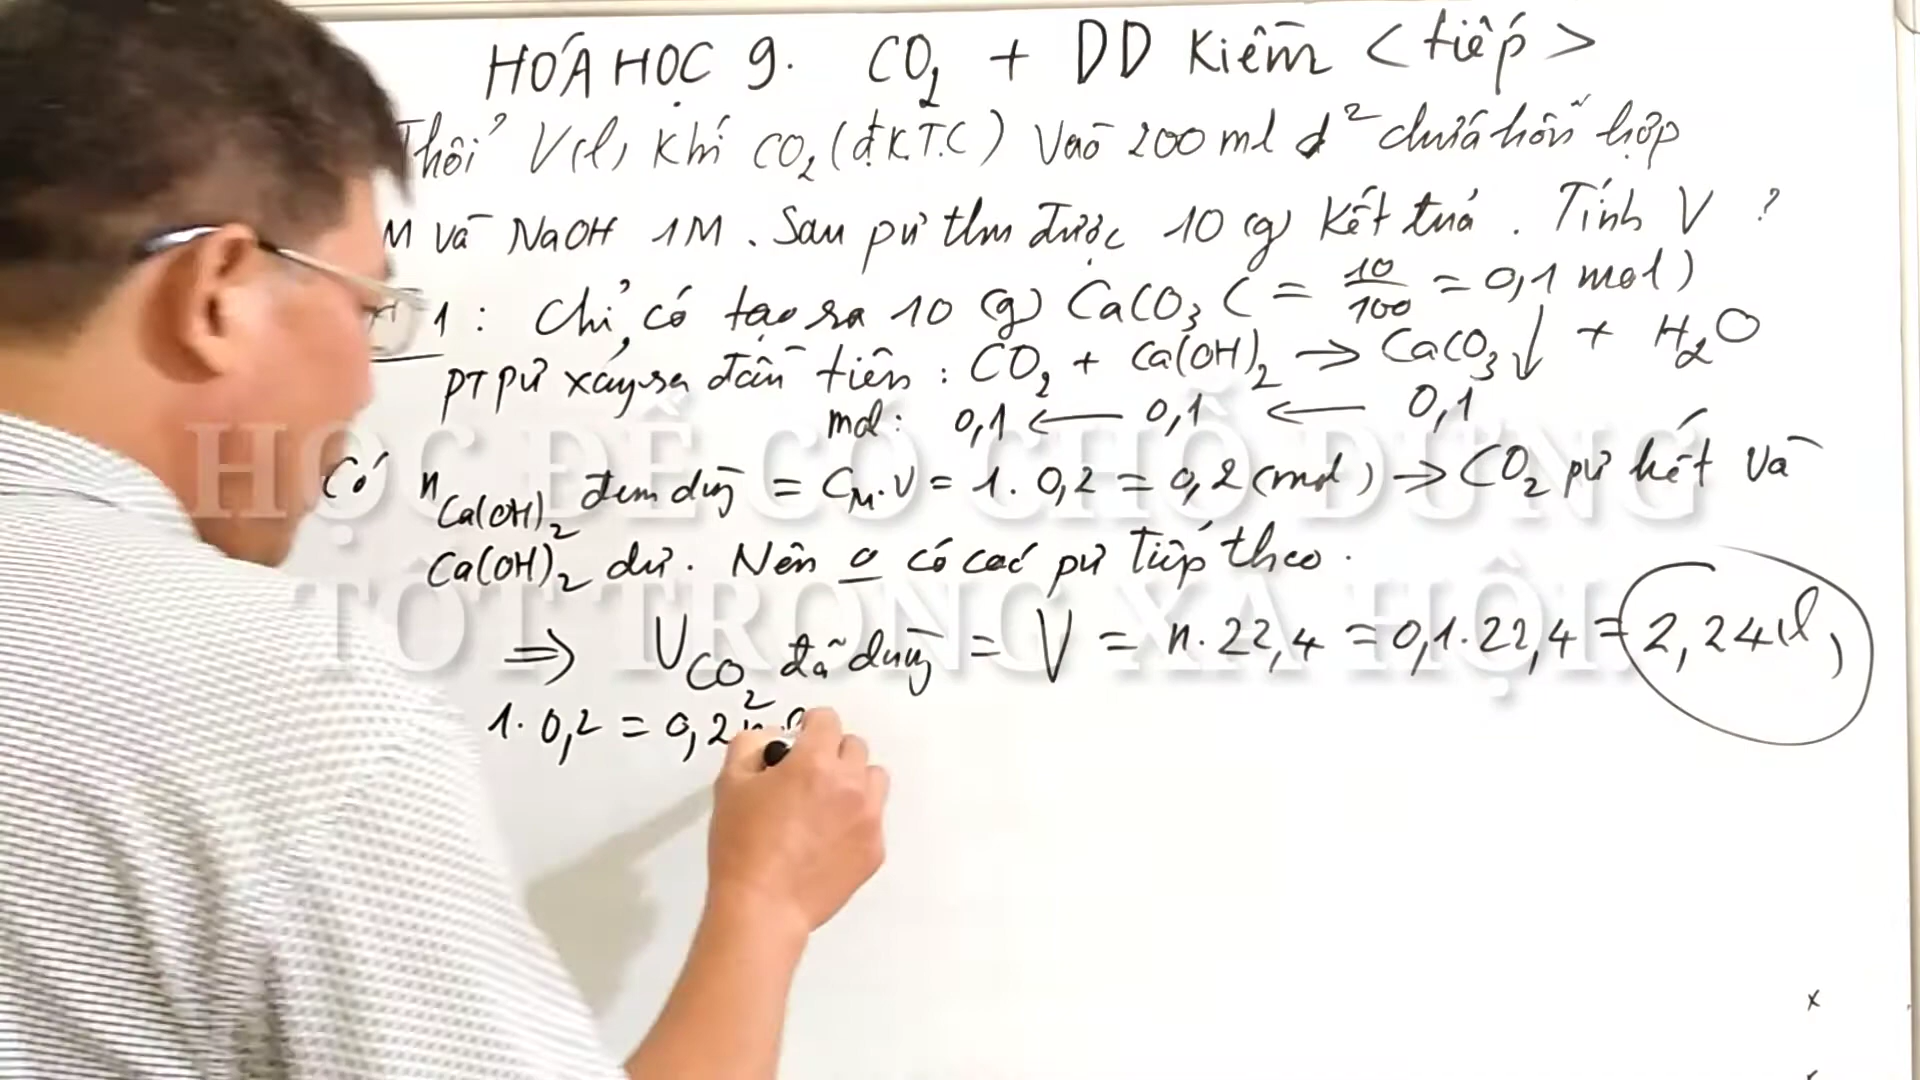 HÓA HỌC 9. CO2 + DD Kiềm < tiếp >
Thổi V(l) khí CO2 (đ.K.T.C) vào 200 ml d² chứa hỗn hợp
M và NaOH 1M. Sau pư thu được 10 (g) kết tủa. Tính V ?
1 : Chỉ có tạo ra 10 (g) CaCO3 ( = 10/100 = 0,1 mol)
PT pư xảy ra đầu tiên : CO2 + Ca(OH)2 → CaCO3↓ + H2O
mol: 0,1 ← 0,1 ← 0,1
Có nCa(OH)2 đem dùng = CM.V = 1. 0,2 = 0,2 (mol) → CO2 pư hết và
Ca(OH)2 dư. Nên 0 có các pư tiếp theo.
⇒ VCO2 đã dùng = V = n. 22,4 = 0,1. 22,4 = 2,24 (l)
1. 0,2 = 0,2
HỌC ĐỂ CÓ CHỖ ĐỨNG
TỐT TRONG XÃ HỘI.
x